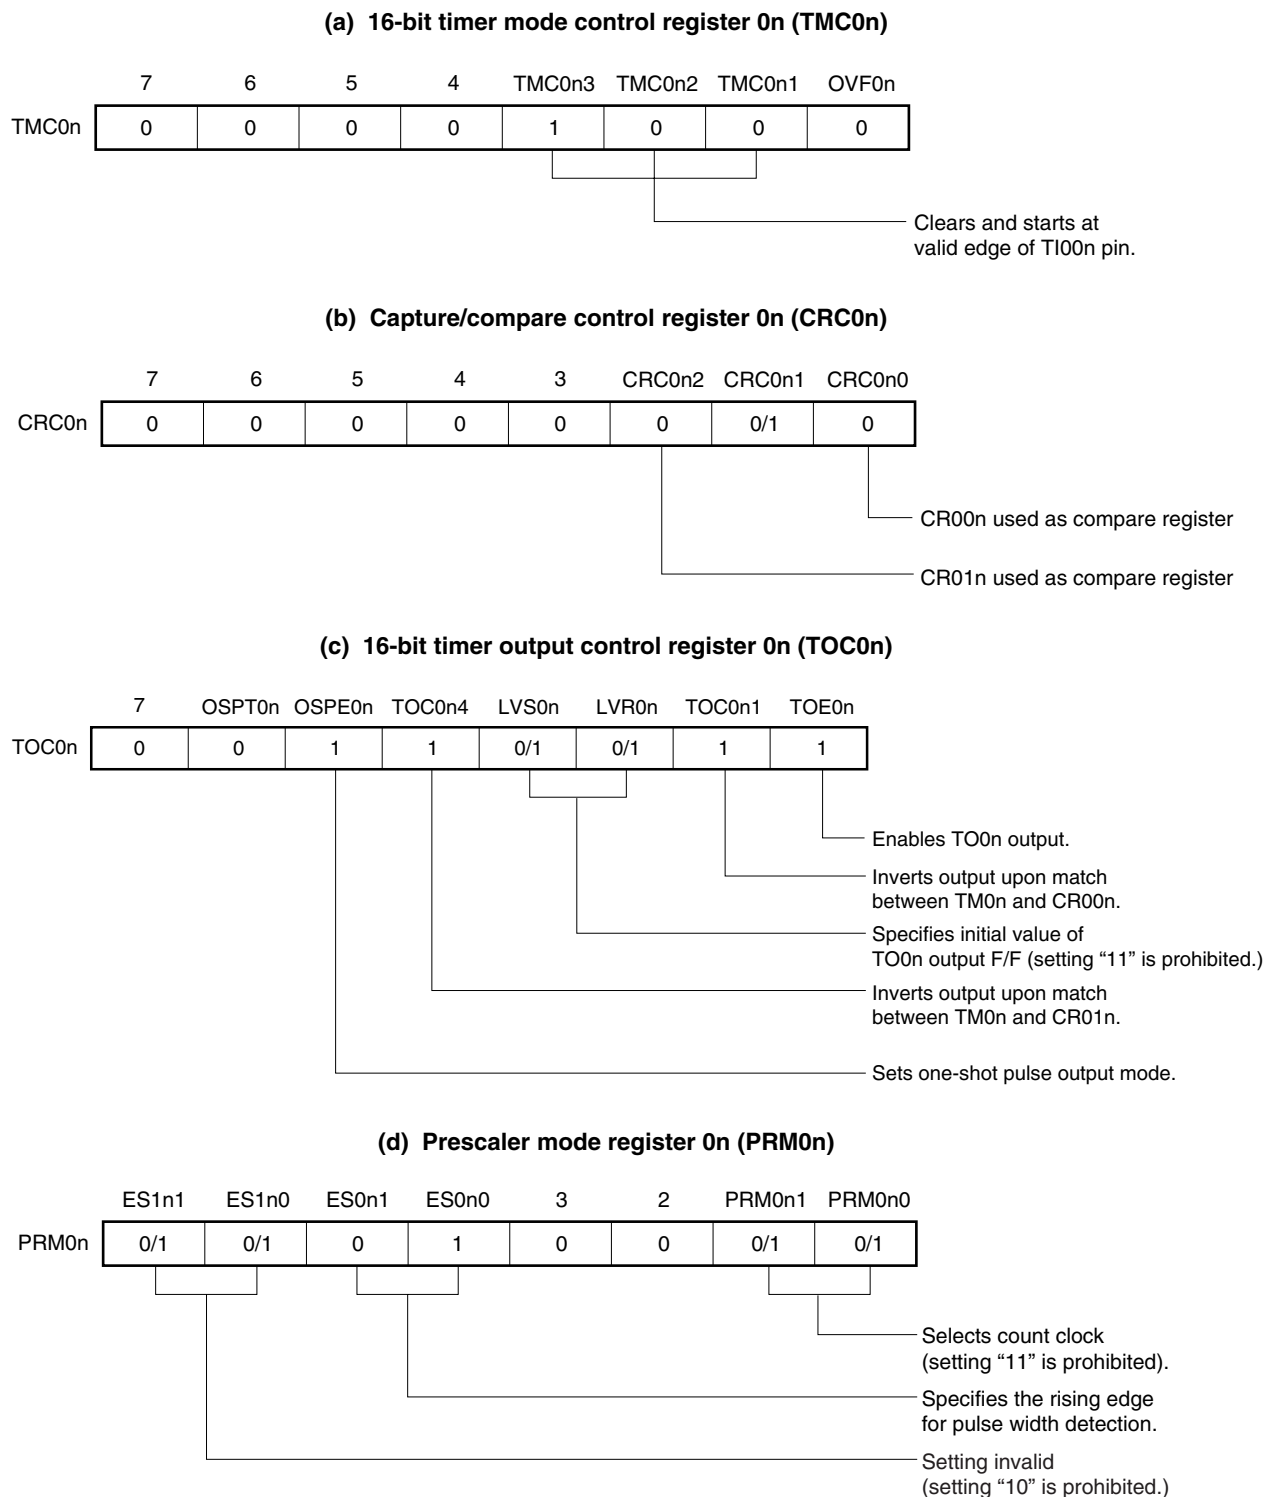 (a) 16-bit timer mode control register 0n (TMC0n)
7 6 5 4 TMC0n3 TMC0n2 TMC0n1 OVF0n
TMC0n 0 0 0 0 1 0 0 0
Clears and starts at
valid edge of TI00n pin.
(b) Capture/compare control register 0n (CRC0n)
7 6 5 4 3 CRC0n2 CRC0n1 CRC0n0
CRC0n 0 0 0 0 0 0 0/1 0
CR00n used as compare register
CR01n used as compare register
(c) 16-bit timer output control register 0n (TOC0n)
7 OSPT0n OSPE0n TOC0n4 LVS0n LVR0n TOC0n1 TOE0n
TOC0n 0 0 1 1 0/1 0/1 1 1
Enables TO0n output.
Inverts output upon match
between TM0n and CR00n.
Specifies initial value of
TO0n output F/F (setting “11” is prohibited.)
Inverts output upon match
between TM0n and CR01n.
Sets one-shot pulse output mode.
(d) Prescaler mode register 0n (PRM0n)
ES1n1 ES1n0 ES0n1 ES0n0 3 2 PRM0n1 PRM0n0
PRM0n 0/1 0/1 0 1 0 0 0/1 0/1
Selects count clock
(setting “11” is prohibited).
Specifies the rising edge
for pulse width detection.
Setting invalid
(setting “10” is prohibited.)